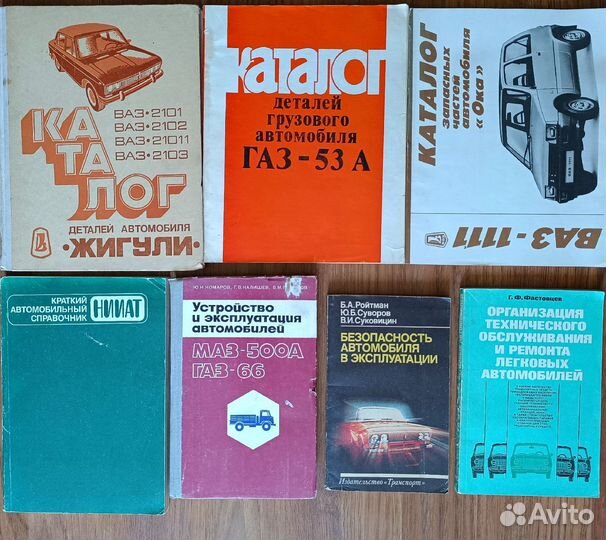 КА
ТА
ЛОГ
ВАЗ-2101
ВАЗ-2102
ВАЗ-21011
ВАЗ-2103
ДЕТАЛЕЙ АВТОМОБИЛЯ
•ЖИГУЛИ•
каталог
деталей
грузового
автомобиля
ГАЗ-53 А
КАТАЛОГ
запасных
частей
автомобиля
«Ока»
ВАЗ-1111
КРАТКИЙ
АВТОМОБИЛЬНЫЙ
СПРАВОЧНИК
НИИАТ
Ю.Н.КОМАРОВ, Г.В.КАЛИШЕВ,
Устройство
и эксплуатация
автомобилей
МАЗ-500А
ГАЗ-66
Б.А.Ройтман
Ю.Б.Суворов
В.И.Суковицин
БЕЗОПАСНОСТЬ
АВТОМОБИЛЯ
В ЭКСПЛУАТАЦИИ
Издательство «Транспорт»
Г. Ф. Фастовцев
ОРГАНИЗАЦИЯ
ТЕХНИЧЕСКОГО
ОБСЛУЖИВАНИЯ
И РЕМОНТА
ЛЕГКОВЫХ
АВТОМОБИЛЕЙ
Avito